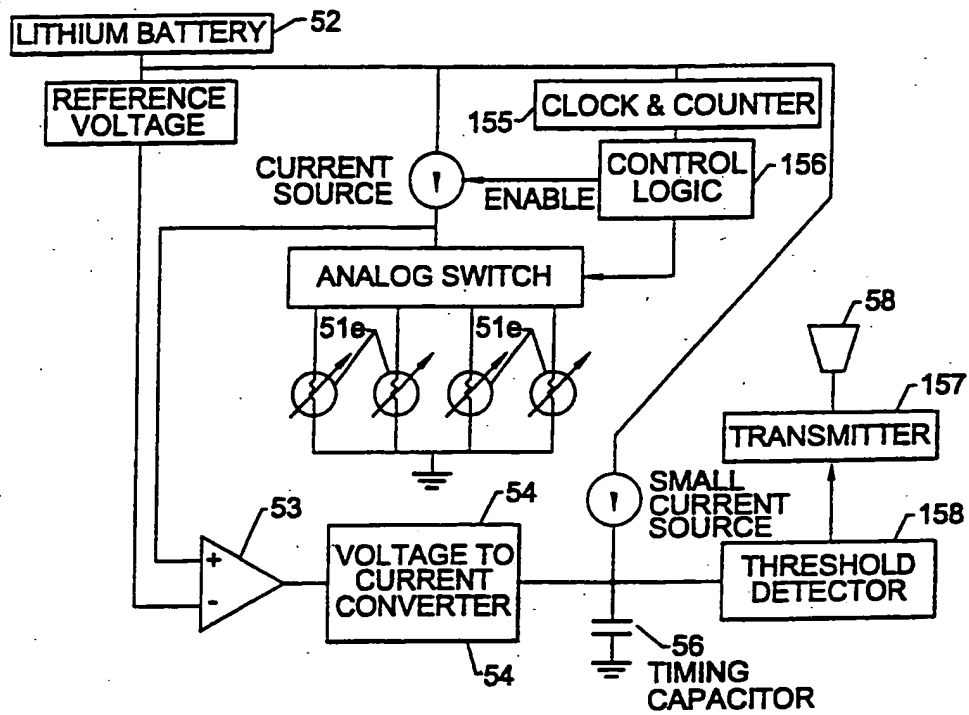 LITHIUM BATTERY
52
REFERENCE
VOLTAGE
155
CLOCK & COUNTER
CURRENT
SOURCE
ENABLE
CONTROL
LOGIC
156
ANALOG SWITCH
51e
51e
58
157
TRANSMITTER
SMALL
CURRENT
SOURCE
158
53
54
+
-
VOLTAGE TO
CURRENT
CONVERTER
THRESHOLD
DETECTOR
54
56
TIMING
CAPACITOR